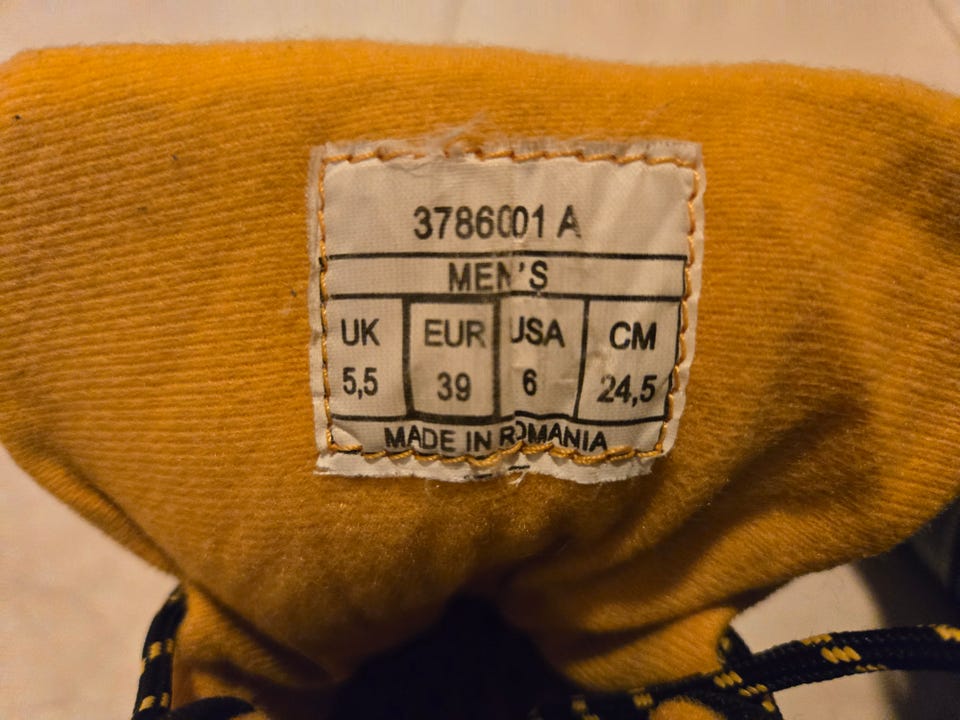 3786001 A
MEN'S
UK EUR USA CM
5,5 39 6 24,5
MADE IN ROMANIA